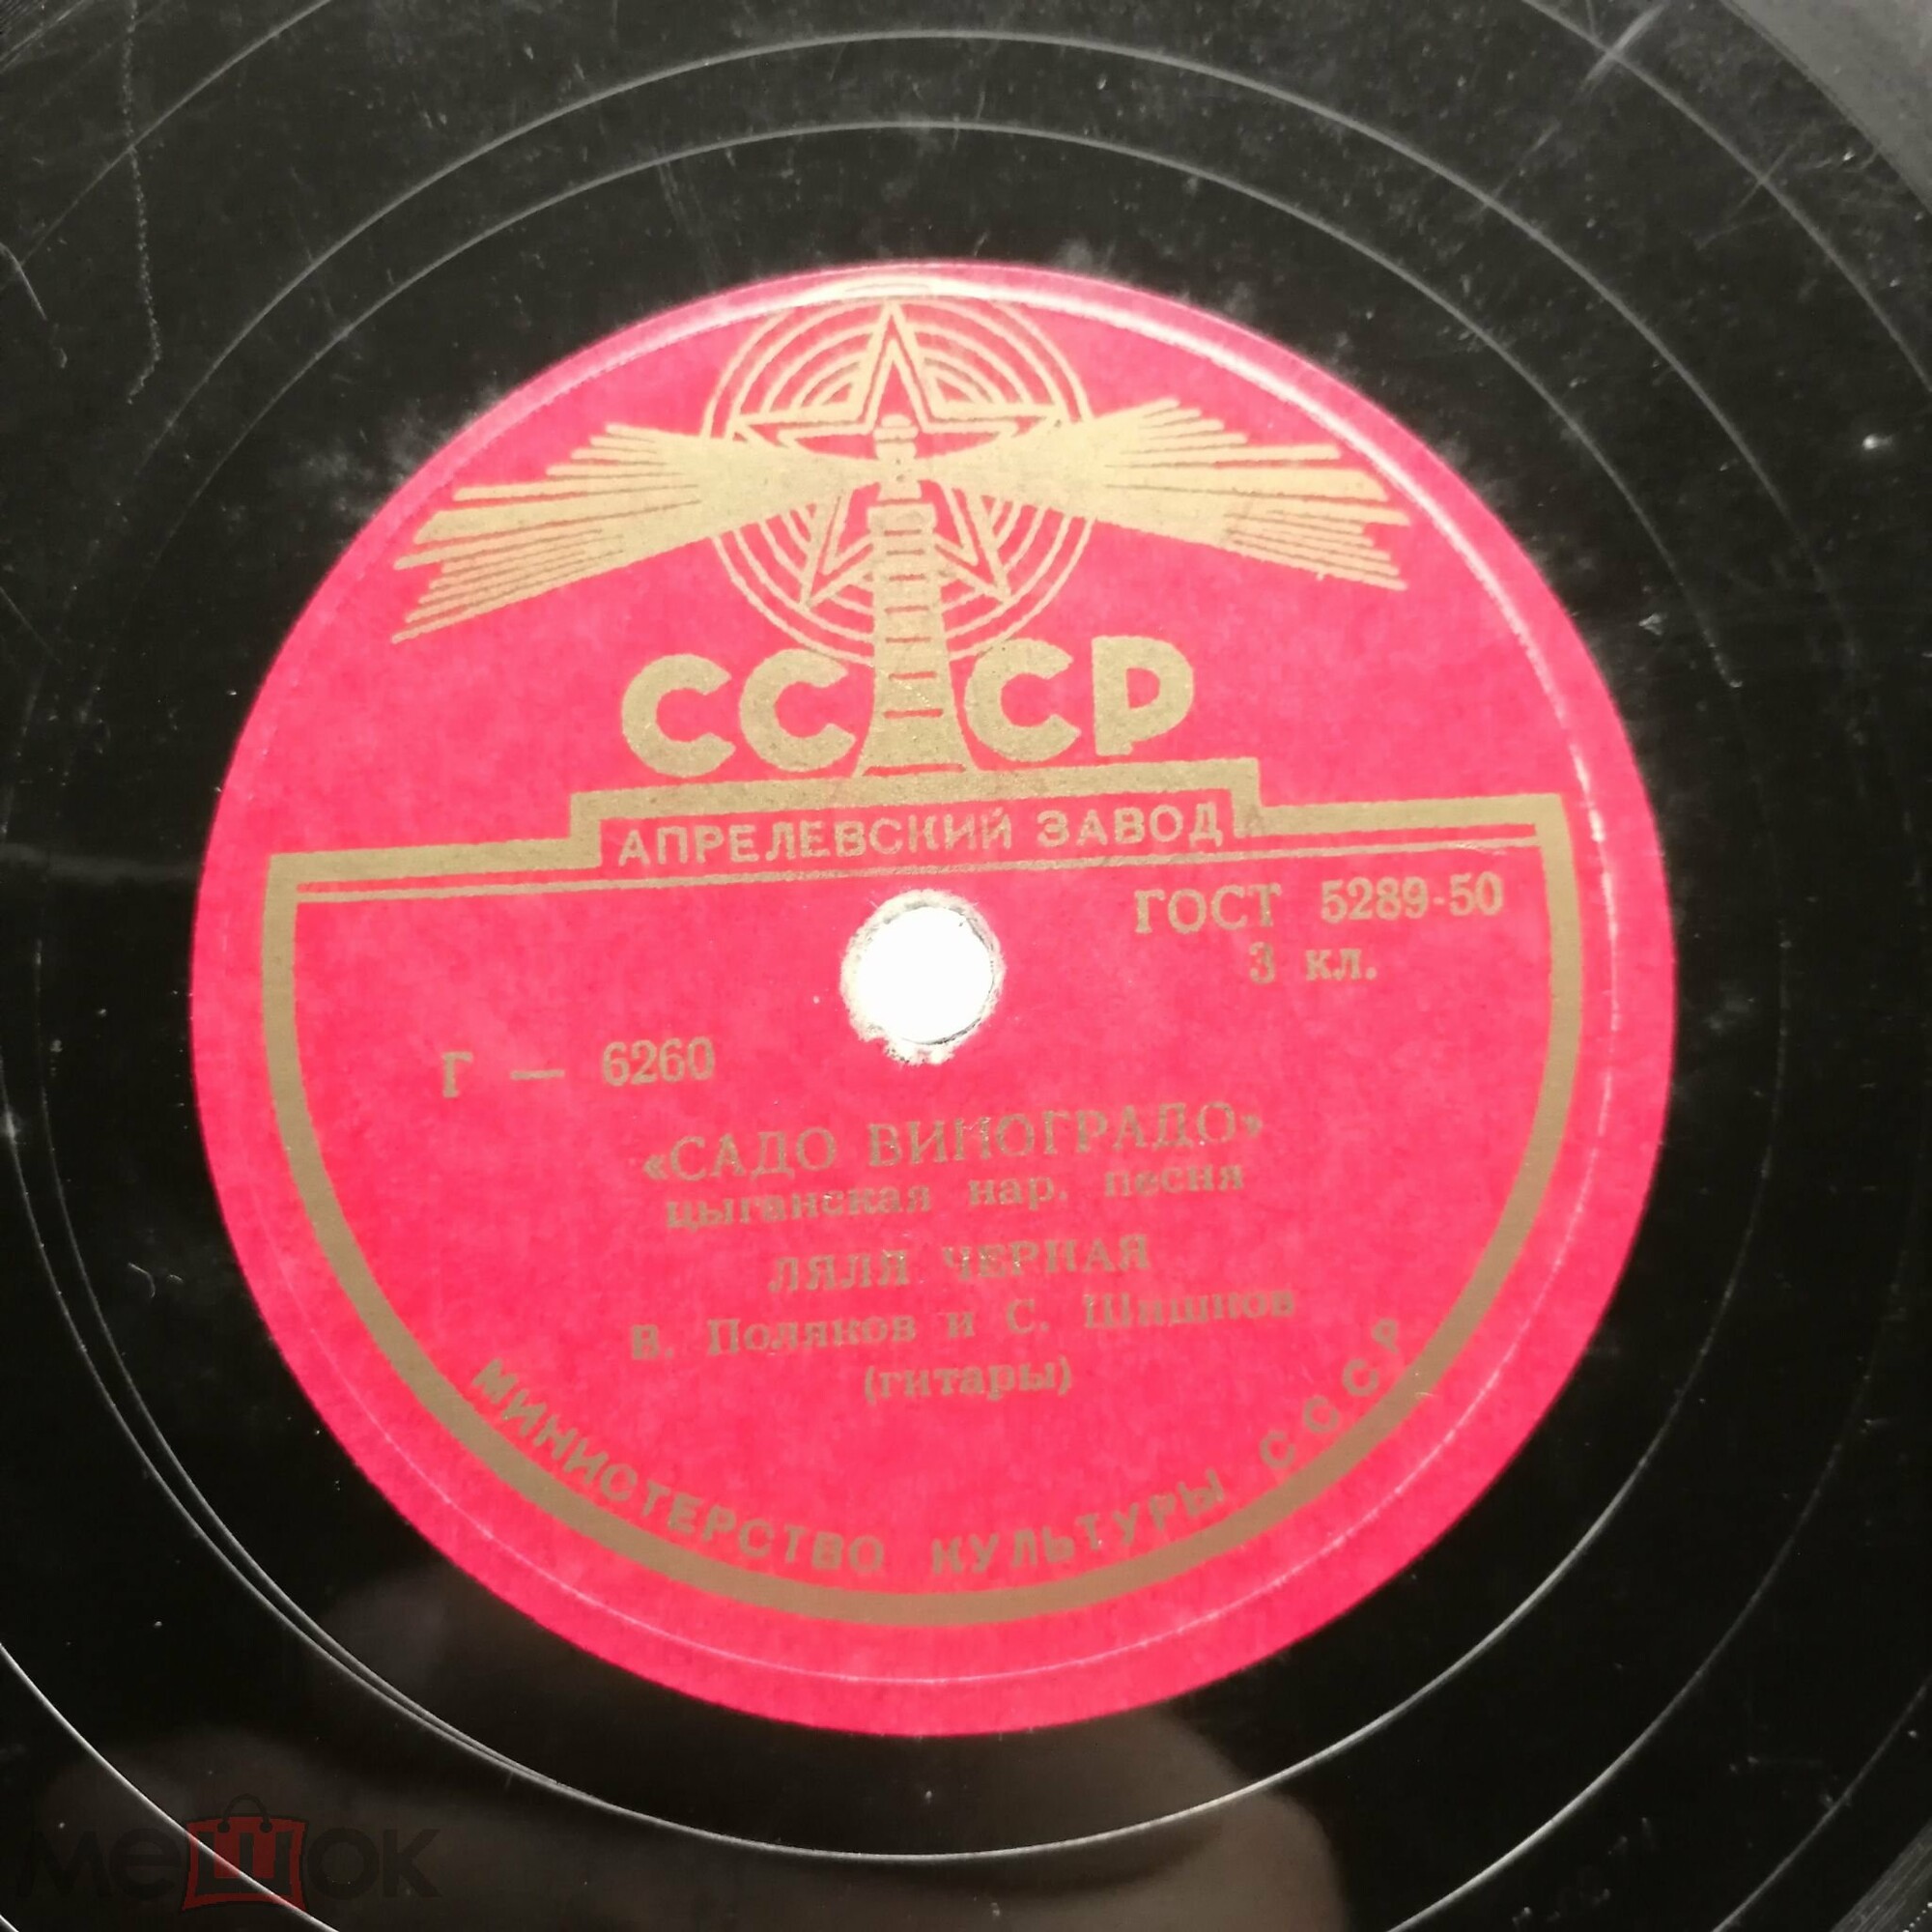 СССР
АПРЕЛЕВСКИЙ ЗАВОД
ГОСТ 5289-50
3 кл.
Г — 6260
«САДО ВИНОГРАДО»
цыганская нар. песня
ЛЯЛЯ ЧЕРНАЯ
В. Поляков и С. Шишков
(гитары)
МИНИСТЕРСТВО КУЛЬТУРЫ СССР
мешок